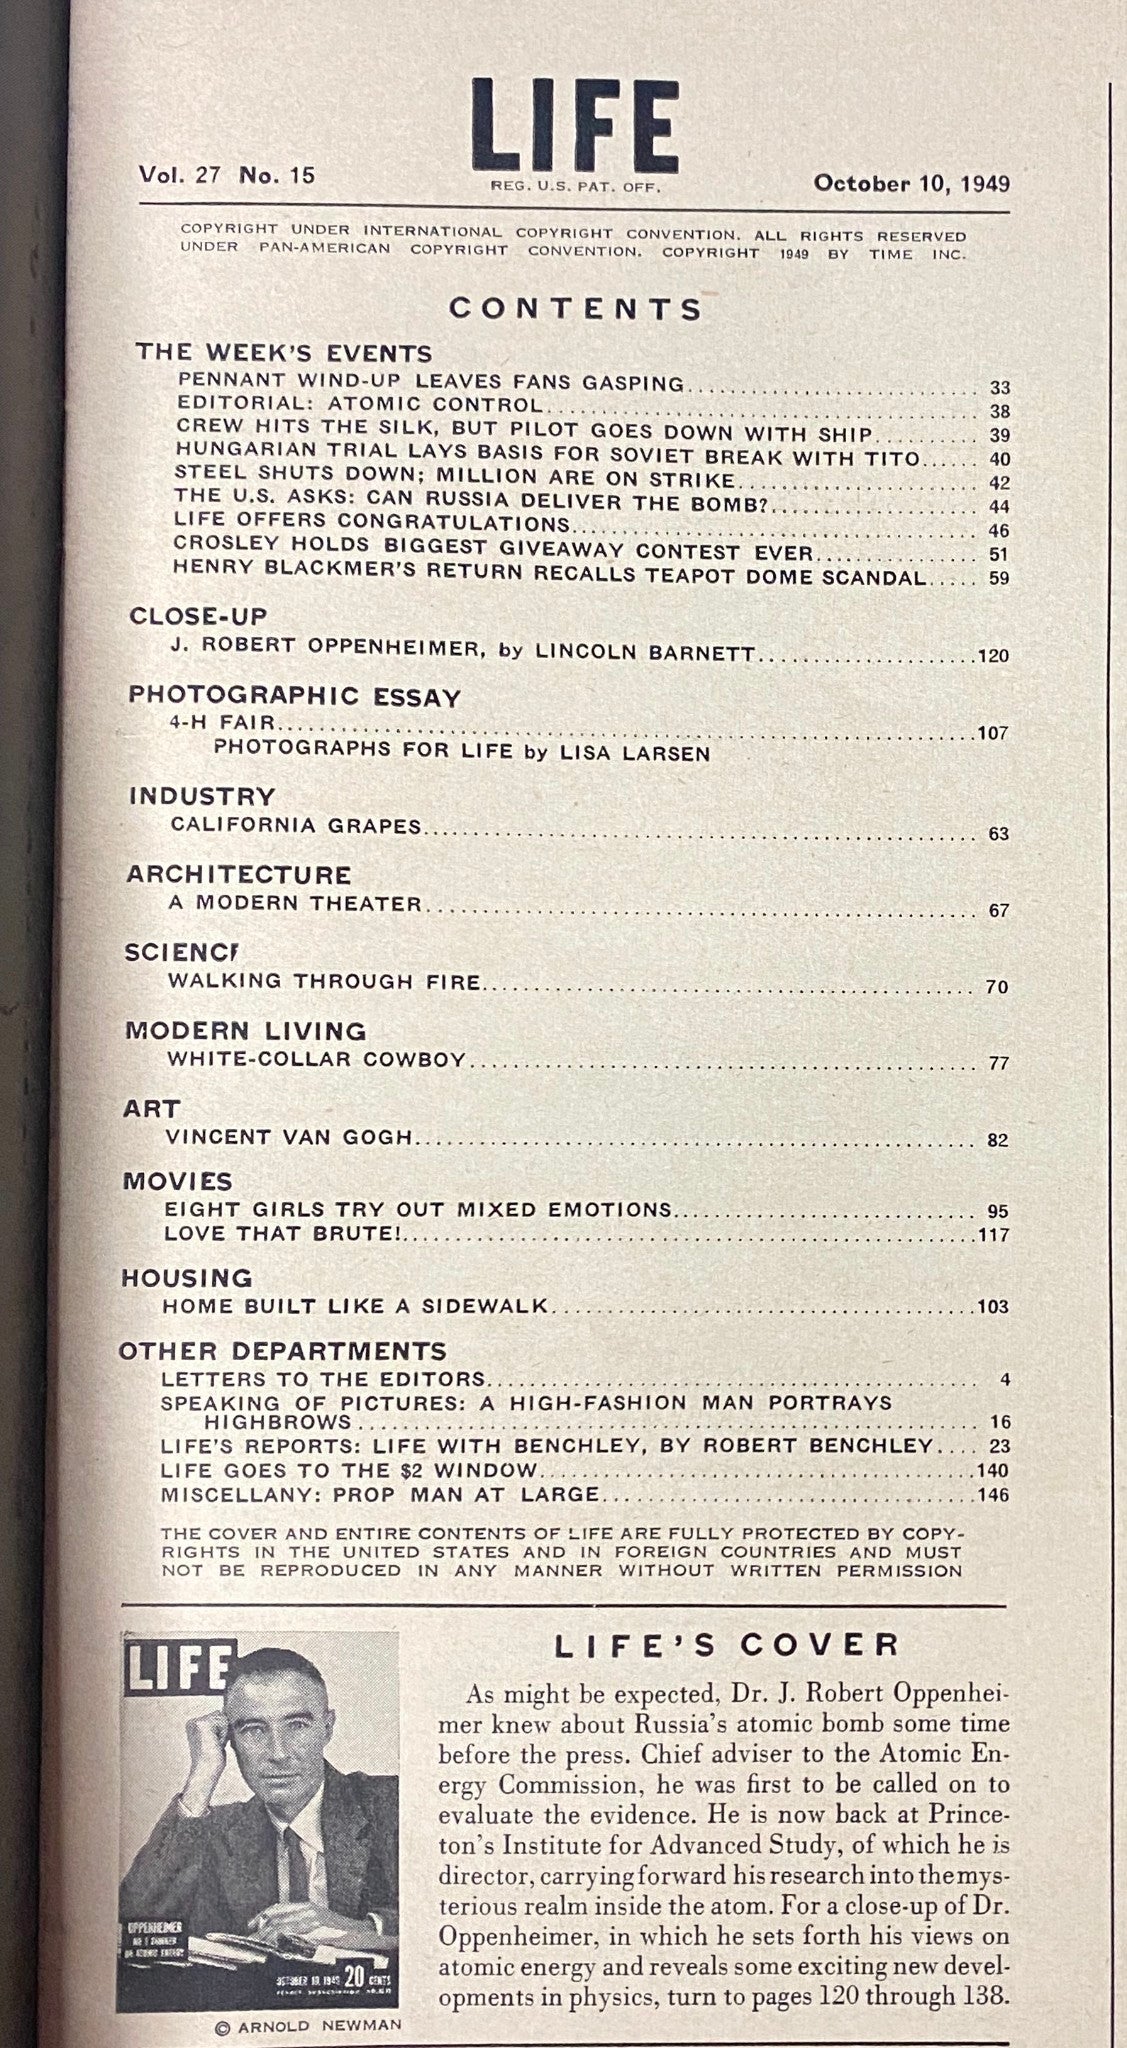 LIFE
Vol. 27 No. 15
REG. U.S. PAT. OFF.
October 10, 1949
COPYRIGHT UNDER INTERNATIONAL COPYRIGHT CONVENTION. ALL RIGHTS RESERVED
UNDER PAN-AMERICAN COPYRIGHT CONVENTION. COPYRIGHT 1949 BY TIME INC.
CONTENTS
THE WEEK'S EVENTS
PENNANT WIND-UP LEAVES FANS GASPING 33
EDITORIAL: ATOMIC CONTROL 38
CREW HITS THE SILK, BUT PILOT GOES DOWN WITH SHIP 39
HUNGARIAN TRIAL LAYS BASIS FOR SOVIET BREAK WITH TITO 40
STEEL SHUTS DOWN; MILLION ARE ON STRIKE 42
THE U.S. ASKS: CAN RUSSIA DELIVER THE BOMB? 44
LIFE OFFERS CONGRATULATIONS 46
CROSLEY HOLDS BIGGEST GIVEAWAY CONTEST EVER 51
HENRY BLACKMER'S RETURN RECALLS TEAPOT DOME SCANDAL 59
CLOSE-UP
J. ROBERT OPPENHEIMER, by LINCOLN BARNETT 120
PHOTOGRAPHIC ESSAY
4-H FAIR 107
PHOTOGRAPHS FOR LIFE by LISA LARSEN
INDUSTRY
CALIFORNIA GRAPES 63
ARCHITECTURE
A MODERN THEATER 67
SCIENCE
WALKING THROUGH FIRE 70
MODERN LIVING
WHITE-COLLAR COWBOY 77
ART
VINCENT VAN GOGH 82
MOVIES
EIGHT GIRLS TRY OUT MIXED EMOTIONS 95
LOVE THAT BRUTE! 117
HOUSING
HOME BUILT LIKE A SIDEWALK 103
OTHER DEPARTMENTS
LETTERS TO THE EDITORS 4
SPEAKING OF PICTURES: A HIGH-FASHION MAN PORTRAYS
HIGHBROWS 16
LIFE'S REPORTS: LIFE WITH BENCHLEY, BY ROBERT BENCHLEY 23
LIFE GOES TO THE $2 WINDOW 140
MISCELLANY: PROP MAN AT LARGE 146
THE COVER AND ENTIRE CONTENTS OF LIFE ARE FULLY PROTECTED BY COPY-
RIGHTS IN THE UNITED STATES AND IN FOREIGN COUNTRIES AND MUST
NOT BE REPRODUCED IN ANY MANNER WITHOUT WRITTEN PERMISSION
LIFE
OPPENHEIMER
OCTOBER 10, 1949 20 CENTS
© ARNOLD NEWMAN
LIFE'S COVER
As might be expected, Dr. J. Robert Oppenhei-
mer knew about Russia's atomic bomb some time
before the press. Chief adviser to the Atomic En-
ergy Commission, he was first to be called on to
evaluate the evidence. He is now back at Prince-
ton's Institute for Advanced Study, of which he is
director, carrying forward his research into the mys-
terious realm inside the atom. For a close-up of Dr.
Oppenheimer, in which he sets forth his views on
atomic energy and reveals some exciting new devel-
opments in physics, turn to pages 120 through 138.